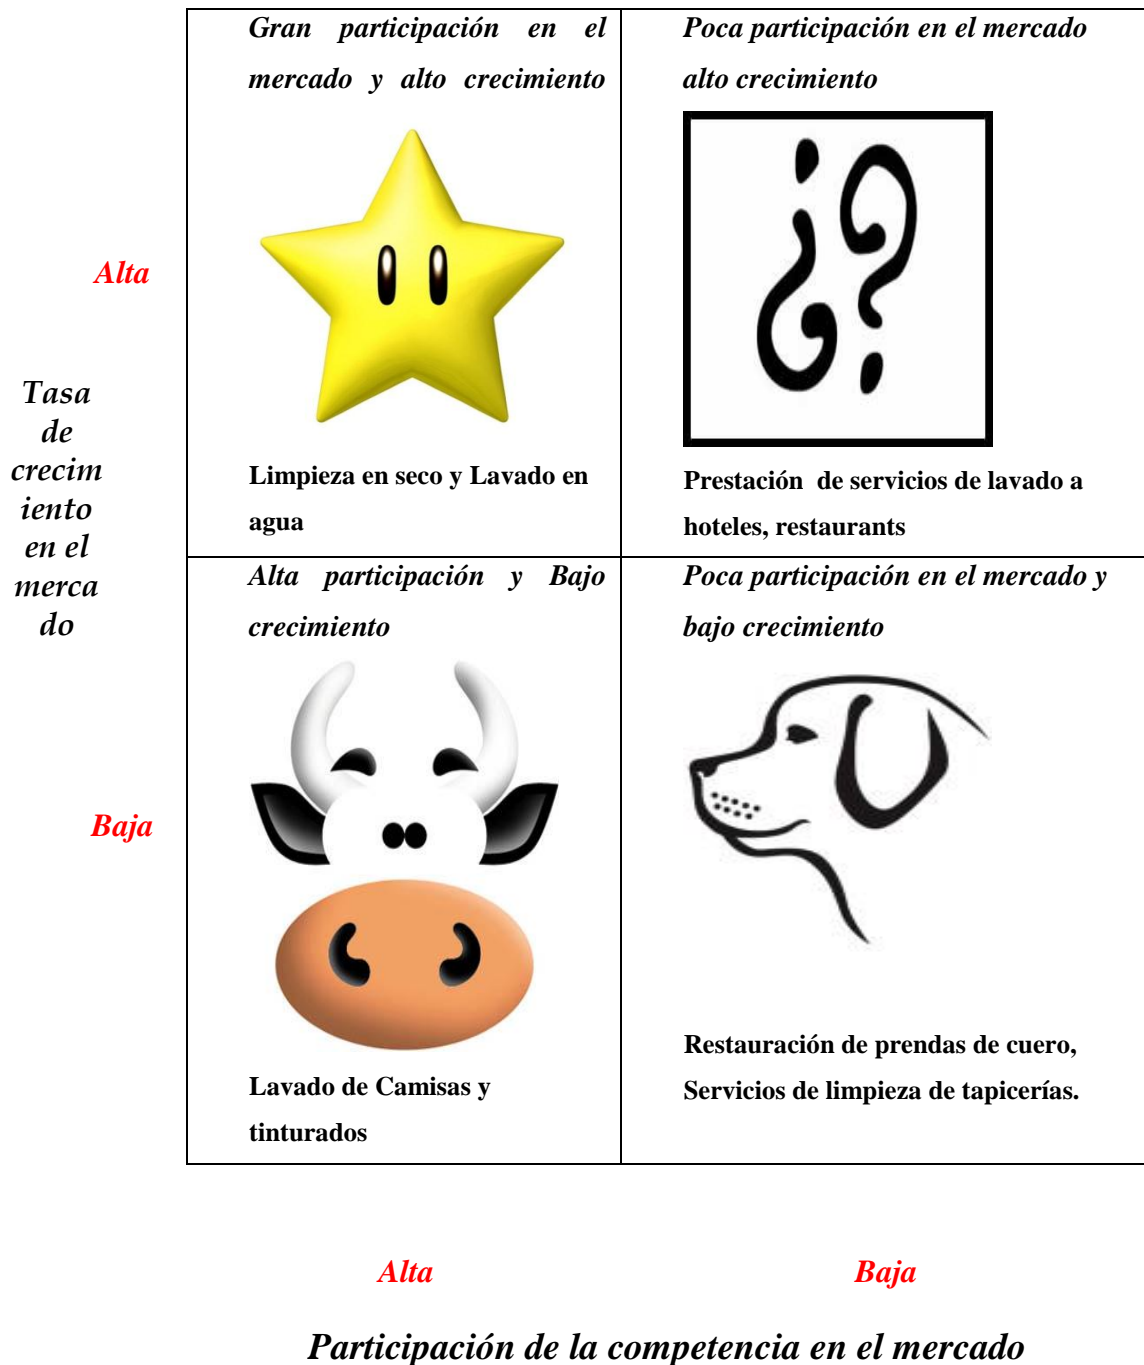 Gran participación en el
mercado y alto crecimiento
Poca participación en el mercado
alto crecimiento
¿?
Alta
Tasa
de
crecim
iento
en el
merca
do
Limpieza en seco y Lavado en
agua
Prestación de servicios de lavado a
hoteles, restaurants
Alta participación y Bajo
crecimiento
Poca participación en el mercado y
bajo crecimiento
Baja
Lavado de Camisas y
tinturados
Restauración de prendas de cuero,
Servicios de limpieza de tapicerías.
Alta
Baja
Participación de la competencia en el mercado